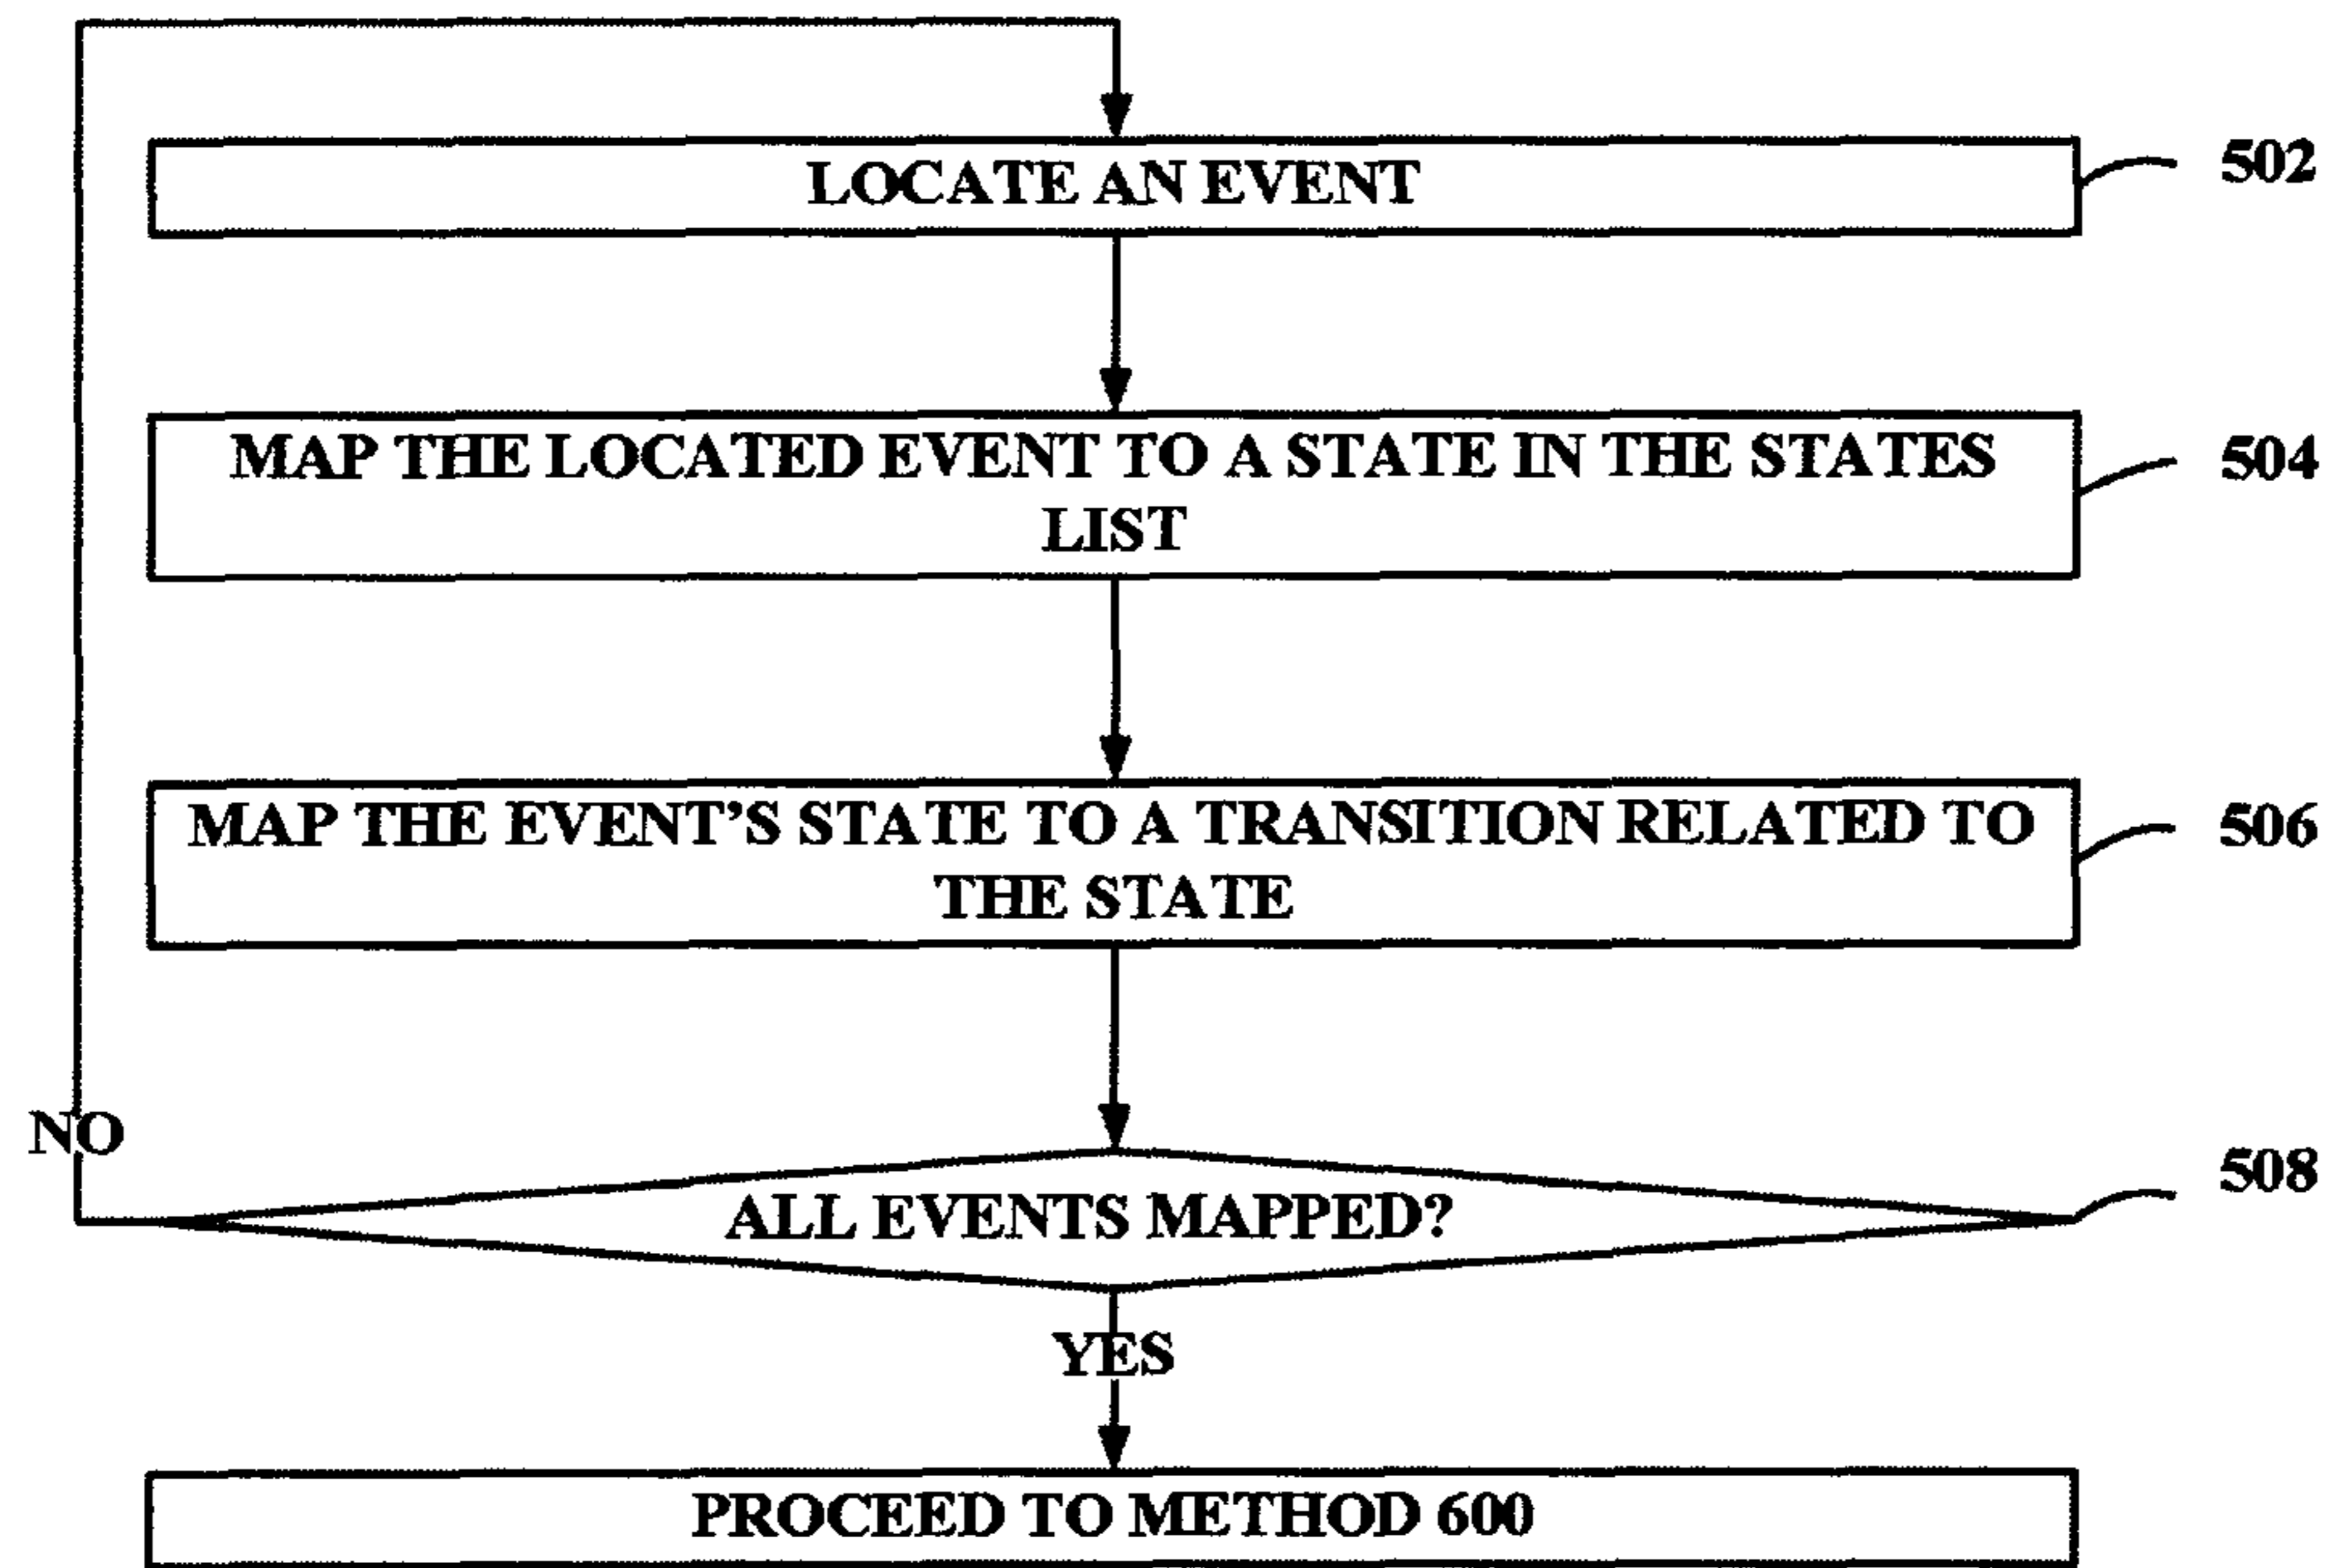 LOCATE AN EVENT
502
MAP THE LOCATED EVENT TO A STATE IN THE STATES
LIST
504
MAP THE EVENT'S STATE TO A TRANSITION RELATED TO
THE STATE
506
NO
ALL EVENTS MAPPED?
508
YES
PROCEED TO METHOD 600